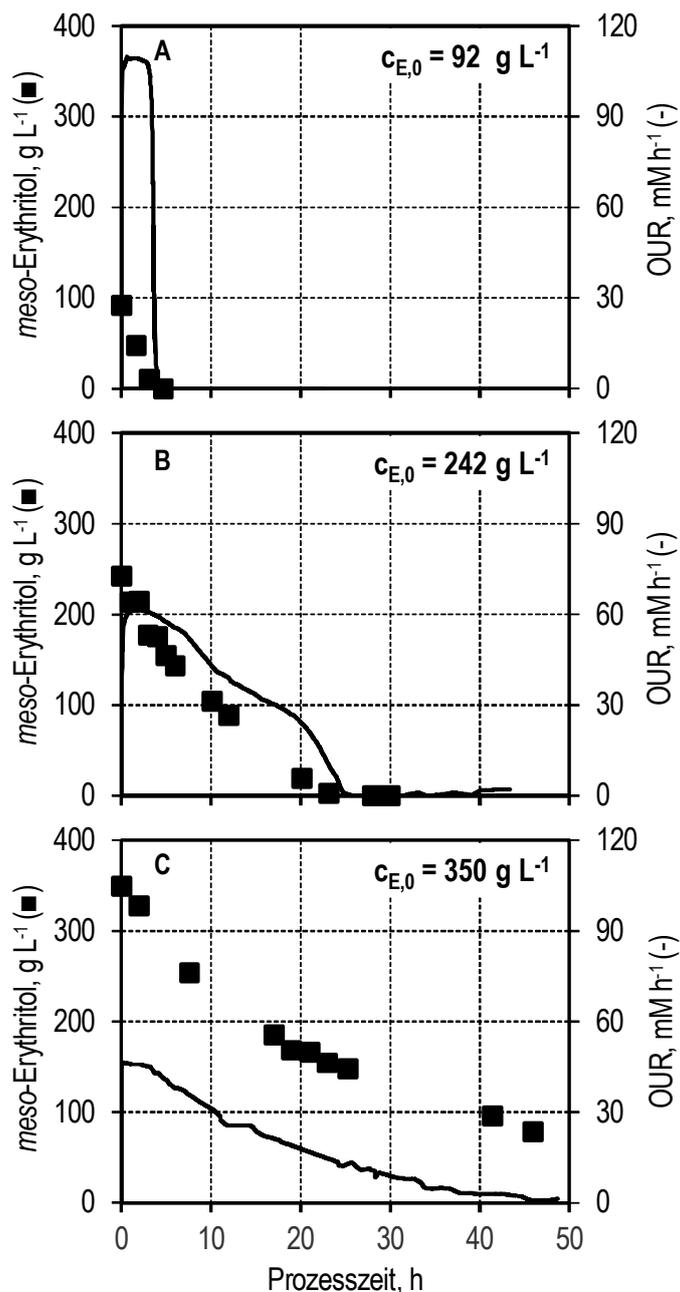 400
300
200
100
0
120
90
60
30
0
A
c_E,0 = 92 g L⁻¹
meso-Erythritol, g L⁻¹ (■)
OUR, mM h⁻¹ (-)
400
300
200
100
0
120
90
60
30
0
B
c_E,0 = 242 g L⁻¹
meso-Erythritol, g L⁻¹ (■)
OUR, mM h⁻¹ (-)
400
300
200
100
0
120
90
60
30
0
C
c_E,0 = 350 g L⁻¹
meso-Erythritol, g L⁻¹ (■)
OUR, mM h⁻¹ (-)
0 10 20 30 40 50
Prozesszeit, h